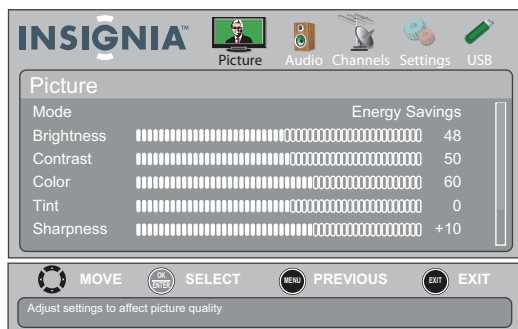 INSIGNIA™
Picture Audio Channels Settings USB
Picture
Mode Energy Savings
Brightness 48
Contrast 50
Color 60
Tint 0
Sharpness +10
MOVE OK ENTER SELECT MENU PREVIOUS EXIT EXIT
Adjust settings to affect picture quality